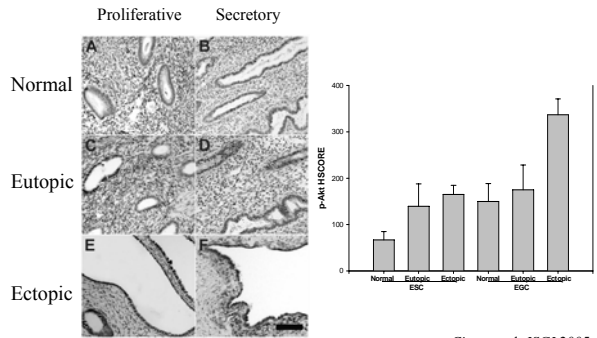 Proliferative Secretory
Normal
A B
Eutopic
C D
Ectopic
E F
p-Akt HSCORE
400
300
200
100
0
Normal Eutopic Ectopic Normal Eutopic Ectopic
ESC EGC